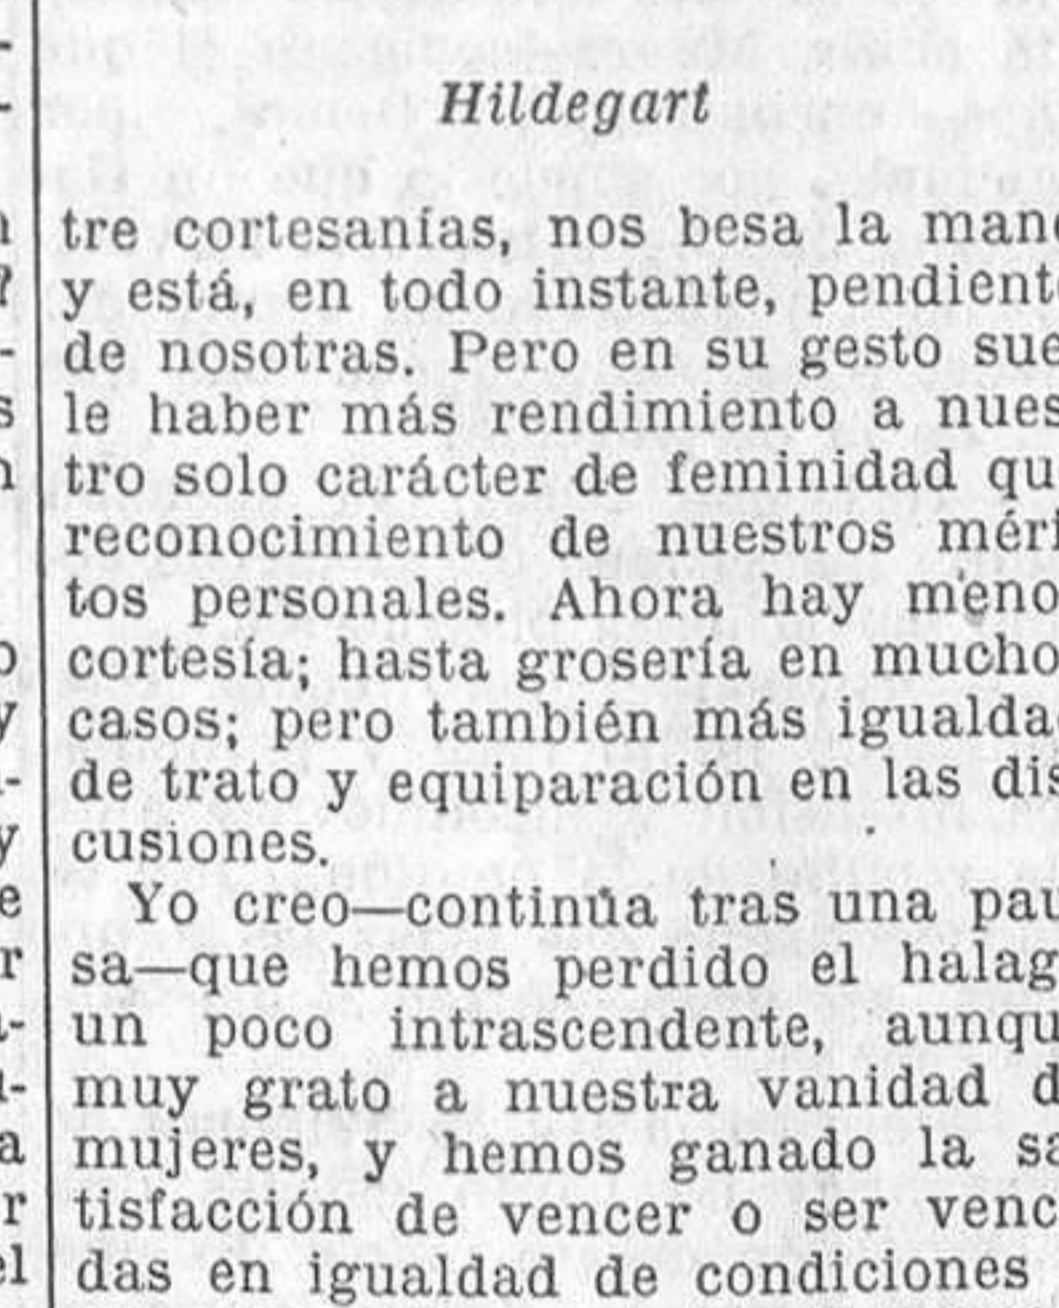 Hildegart
tre cortesanías, nos besa la mano
y está, en todo instante, pendiente
de nosotras. Pero en su gesto sue
le haber más rendimiento a nues
tro solo carácter de feminidad qu
reconocimiento de nuestros méri
tos personales. Ahora hay meno
cortesía; hasta grosería en mucho
casos; pero también más igualda
de trato y equiparación en las dis
cusiones.
Yo creo—continúa tras una pau
sa—que hemos perdido el halag
un poco intrascendente, aunqu
muy grato a nuestra vanidad d
mujeres, y hemos ganado la sa
tisfacción de vencer o ser venc
das en igualdad de condiciones